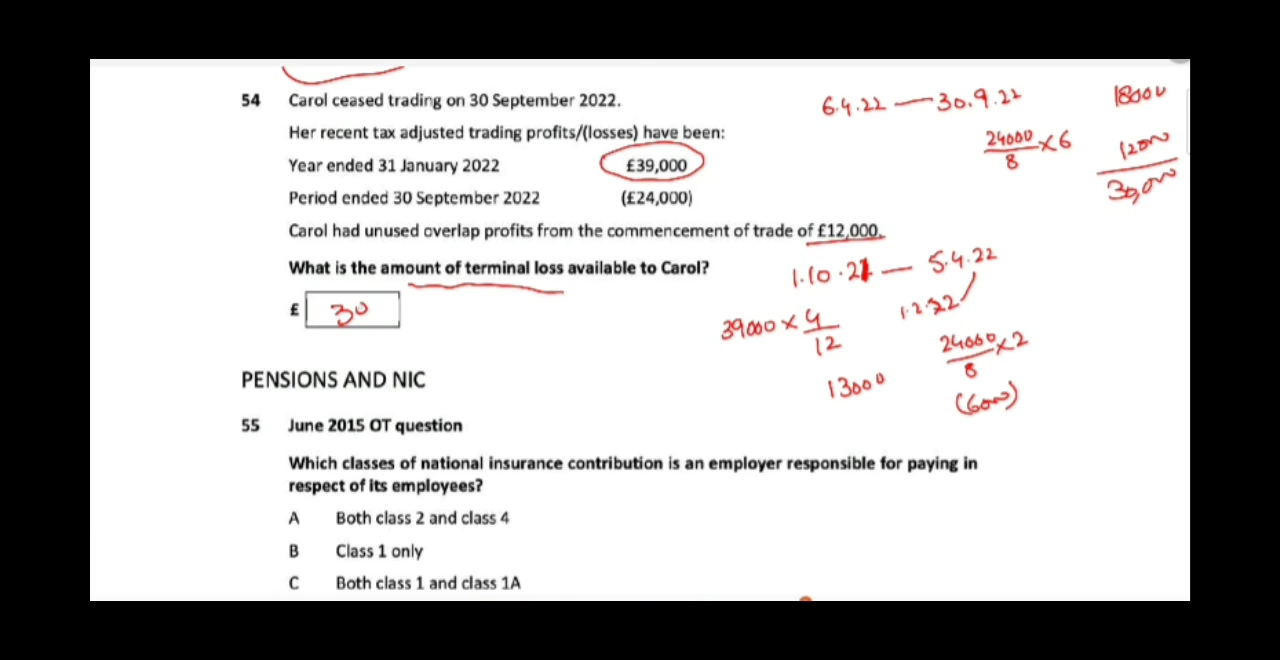 54 Carol ceased trading on 30 September 2022.
6.4.22 — 30.9.22
18000
Her recent tax adjusted trading profits/(losses) have been:
24000/8 × 6
12000
Year ended 31 January 2022 £39,000
30,000
Period ended 30 September 2022 (£24,000)
Carol had unused overlap profits from the commencement of trade of £12,000.
What is the amount of terminal loss available to Carol?
1.10.21 — 5.4.22
£ 30
1.2.22
39000 × 4/12
24000/8 × 2
13000
(6000)
PENSIONS AND NIC
55 June 2015 OT question
Which classes of national insurance contribution is an employer responsible for paying in
respect of its employees?
A Both class 2 and class 4
B Class 1 only
C Both class 1 and class 1A